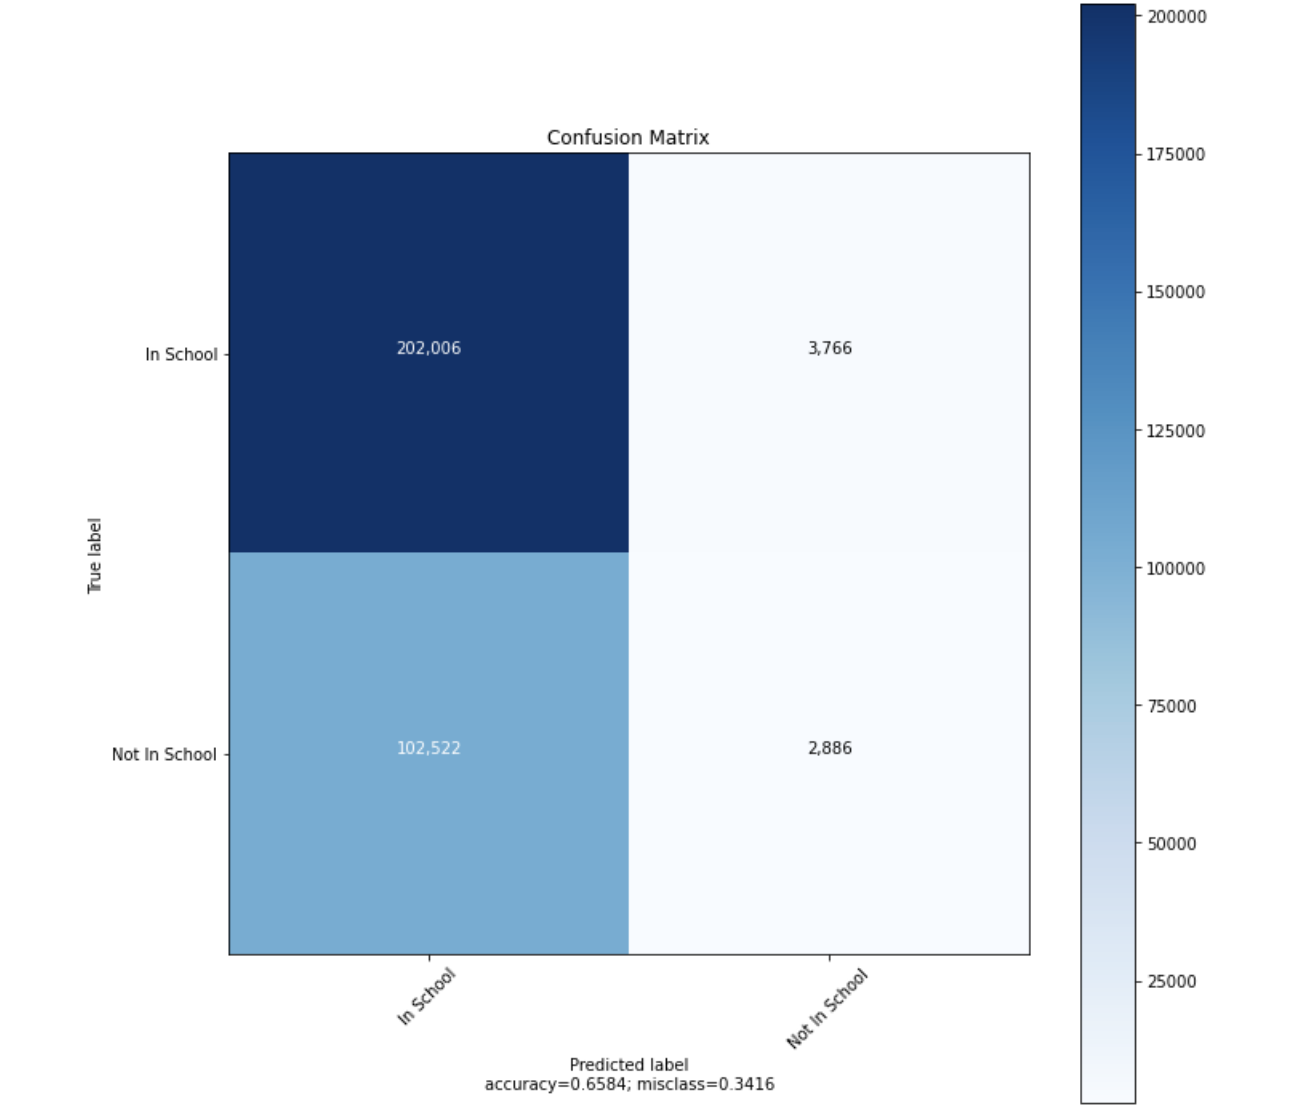 Confusion Matrix
200000
175000
150000
125000
100000
75000
50000
25000
True label
In School
202,006
3,766
Not In School
102,522
2,886
In School
Not In School
Predicted label
accuracy=0.6584; misclass=0.3416